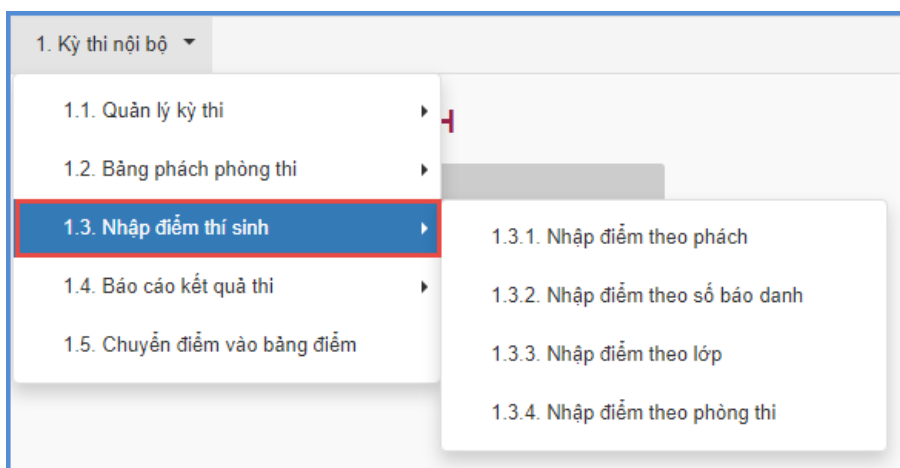 1. Kỳ thi nội bộ
1.1. Quản lý kỳ thi
1.2. Bảng phách phòng thi
1.3. Nhập điểm thí sinh
1.4. Báo cáo kết quả thi
1.5. Chuyển điểm vào bảng điểm
1.3.1. Nhập điểm theo phách
1.3.2. Nhập điểm theo số báo danh
1.3.3. Nhập điểm theo lớp
1.3.4. Nhập điểm theo phòng thi